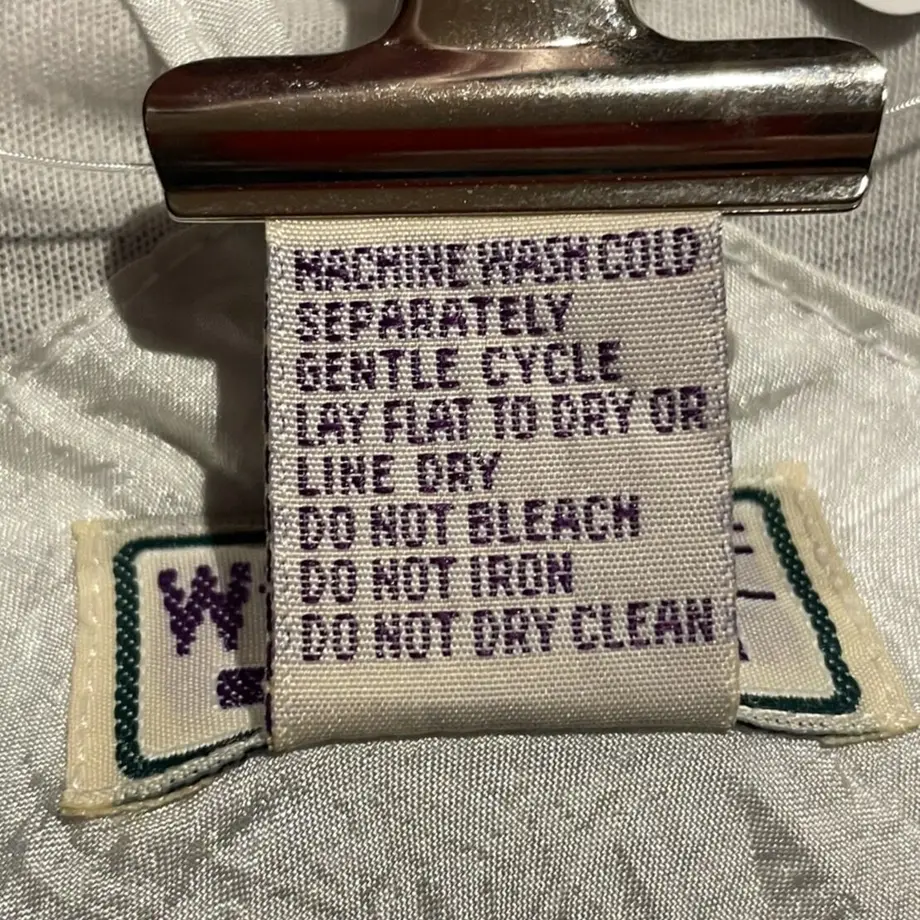 MACHINE WASH COLD
SEPARATELY
GENTLE CYCLE
LAY FLAT TO DRY OR
LINE DRY
DO NOT BLEACH
DO NOT IRON
DO NOT DRY CLEAN